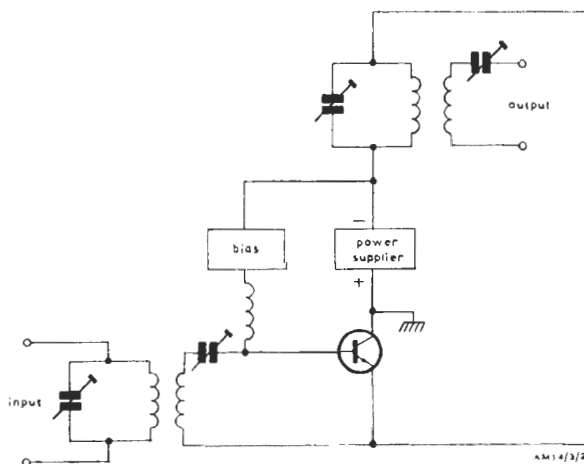 output
bias
−
power
supplier
+
input